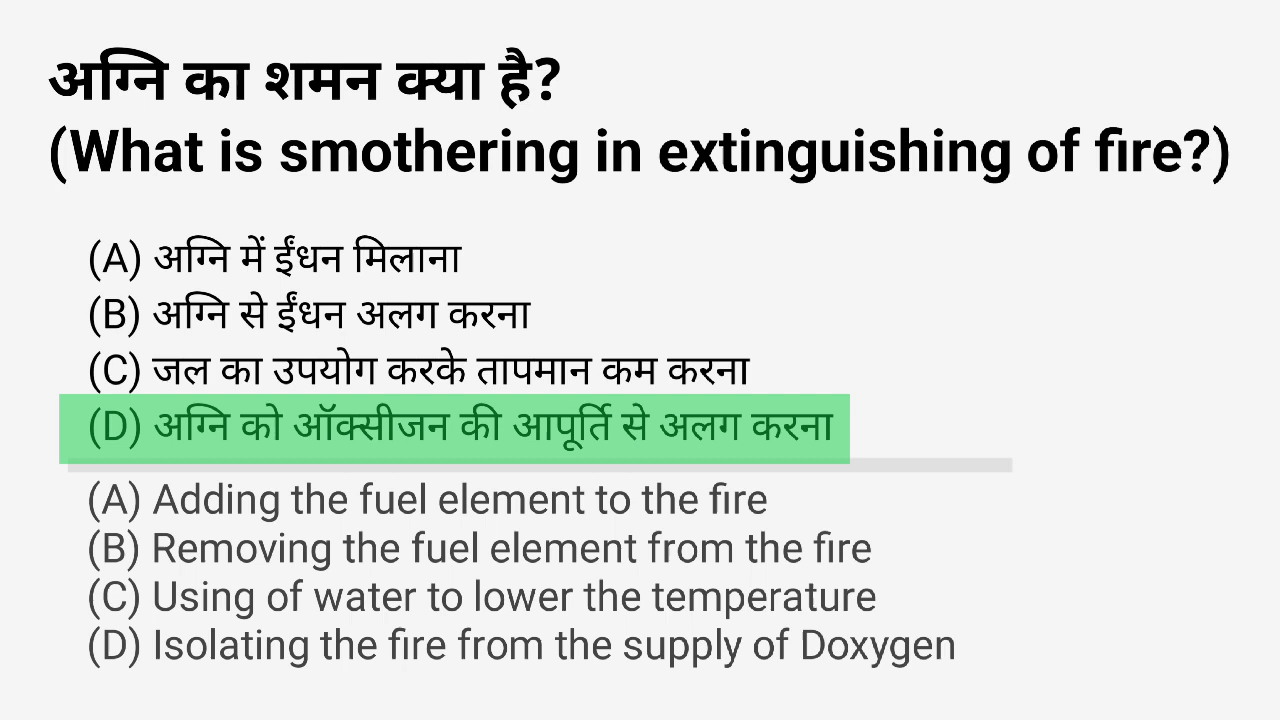 अग्नि का शमन क्या है?
(What is smothering in extinguishing of fire?)
(A) अग्नि में ईंधन मिलाना
(B) अग्नि से ईंधन अलग करना
(C) जल का उपयोग करके तापमान कम करना
(D) अग्नि को ऑक्सीजन की आपूर्ति से अलग करना
(A) Adding the fuel element to the fire
(B) Removing the fuel element from the fire
(C) Using of water to lower the temperature
(D) Isolating the fire from the supply of Doxygen